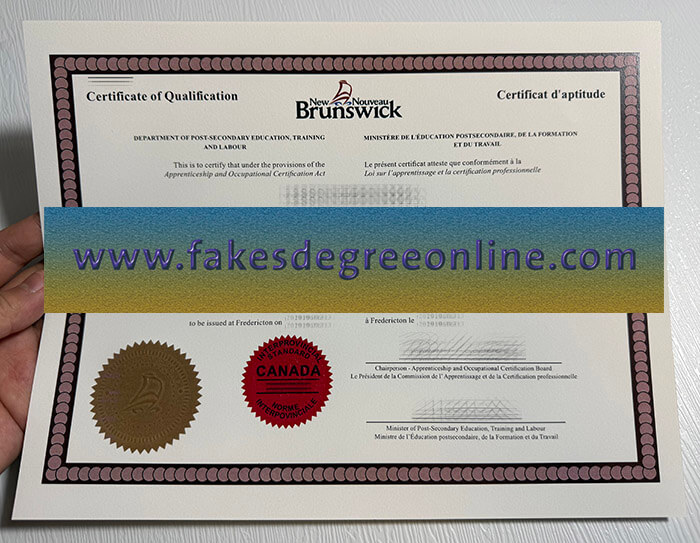 Certificate of Qualification
New Nouveau
Brunswick
Certificat d'aptitude
DEPARTMENT OF POST-SECONDARY EDUCATION, TRAINING
AND LABOUR
MINISTÈRE DE L'ÉDUCATION POSTSECONDAIRE, DE LA FORMATION
ET DU TRAVAIL
This is to certify that under the provisions of the
Apprenticeship and Occupational Certification Act
Le présent certificat atteste que conformément à la
Loi sur l'apprentissage et la certification professionnelle
www.fakesdegreeonline.com
to be issued at Fredericton on
à Fredericton le
INTERPROVINCIAL
STANDARD
CANADA
NORME
INTERPOVINCIALE
Chairperson - Apprenticeship and Occupational Certification Board
Le Président de la Commission de l'Apprentissage et de la Certification professionnelle
Minister of Post-Secondary Education, Training and Labour
Ministre de l'Éducation postsecondaire, de la Formation et du Travail